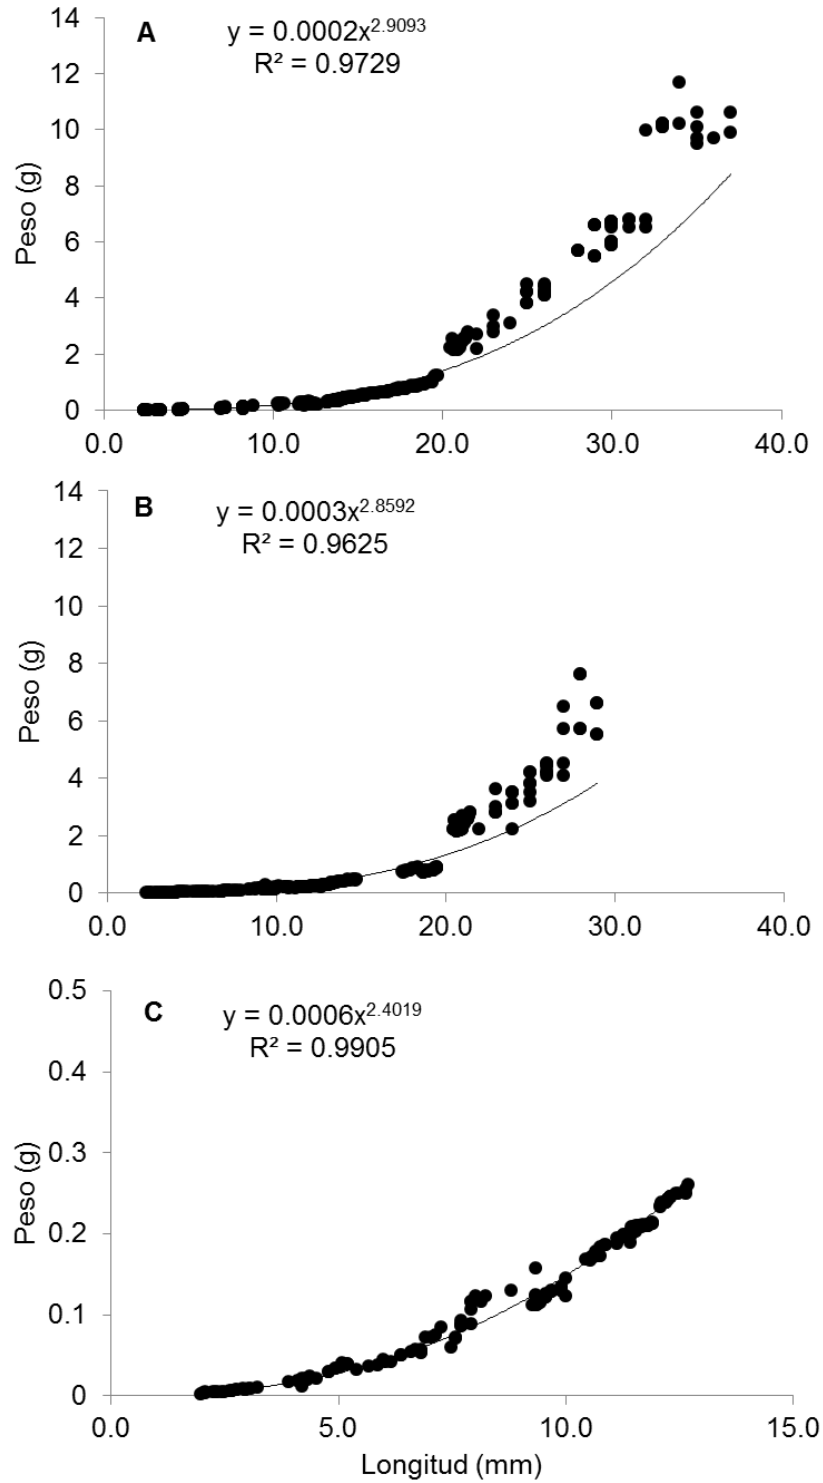 A
y = 0.0002x^2.9093
R² = 0.9729
14
12
10
8
6
4
2
0
Peso (g)
0.0 10.0 20.0 30.0 40.0
B
y = 0.0003x^2.8592
R² = 0.9625
14
12
10
8
6
4
2
0
Peso (g)
0.0 10.0 20.0 30.0 40.0
C
y = 0.0006x^2.4019
R² = 0.9905
0.5
0.4
0.3
0.2
0.1
0
Peso (g)
0.0 5.0 10.0 15.0
Longitud (mm)